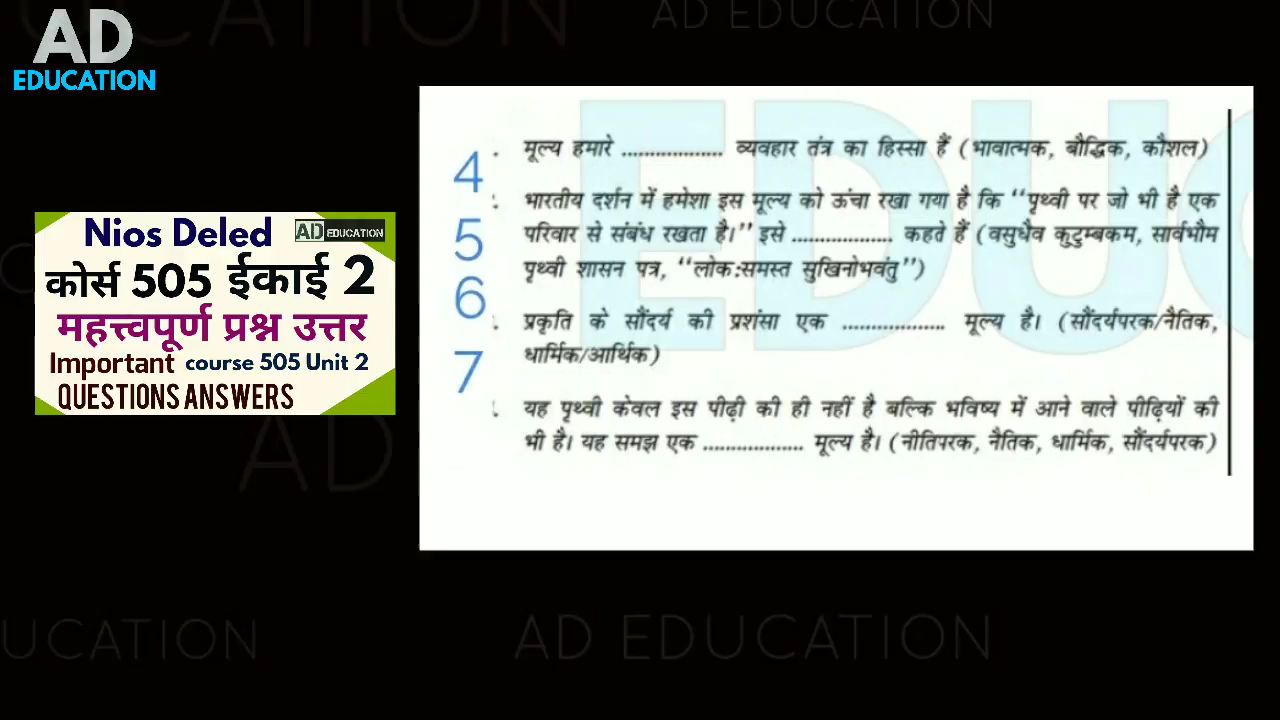 AD EDUCATION
AD
EDUCATION
4 . मूल्य हमारे .................. व्यवहार तंत्र का हिस्सा हैं (भावात्मक, बौद्धिक, कौशल)
5 भारतीय दर्शन में हमेशा इस मूल्य को ऊंचा रखा गया है कि "पृथ्वी पर जो भी है एक
परिवार से संबंध रखता है।" इसे .................. कहते हैं (वसुधैव कुटुम्बकम, सार्वभौम
पृथ्वी शासन पत्र, "लोक:समस्त सुखिनोभवंतु")
6 प्रकृति के सौंदर्य की प्रशंसा एक .................. मूल्य है। (सौंदर्यपरक/नैतिक,
धार्मिक/आर्थिक)
7 यह पृथ्वी केवल इस पीढ़ी की ही नहीं है बल्कि भविष्य में आने वाले पीढ़ियों की
भी है। यह समझ एक .................. मूल्य है। (नीतिपरक, नैतिक, धार्मिक, सौंदर्यपरक)
Nios Deled AD EDUCATION
कोर्स 505 ईकाई 2
महत्त्वपूर्ण प्रश्न उत्तर
Important course 505 Unit 2
QUESTIONS ANSWERS
AD EDUCATION